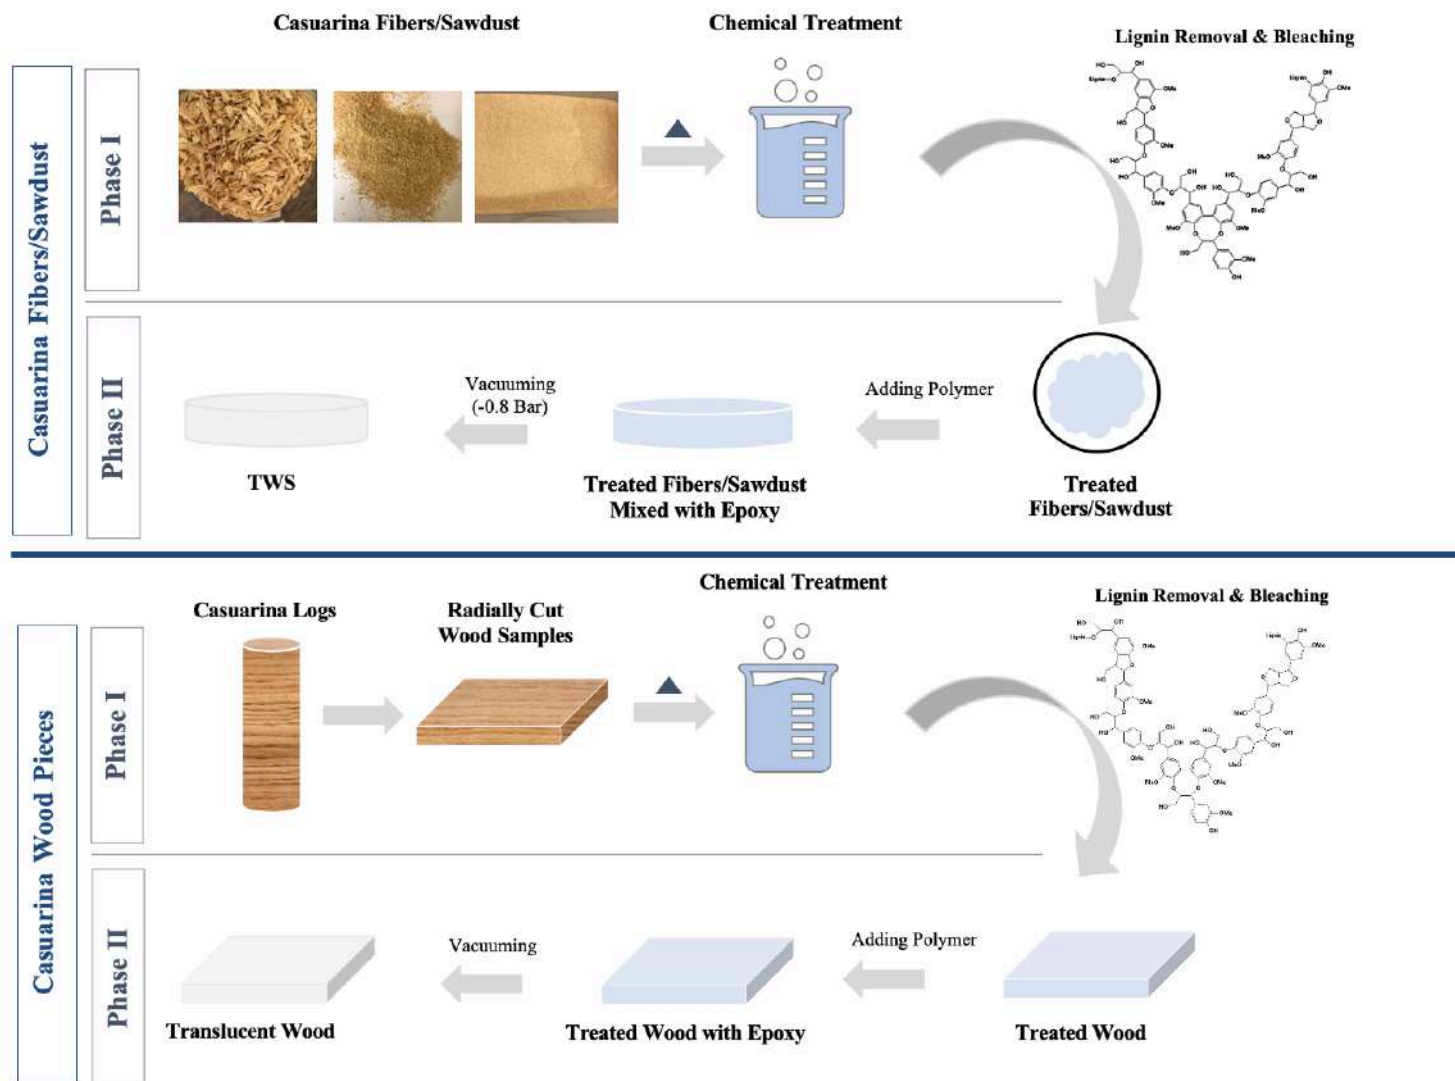 Casuarina Fibers/Sawdust
Chemical Treatment
Lignin Removal & Bleaching
Casuarina Fibers/Sawdust
Phase I
Phase II
Vacuuming
(-0.8 Bar)
Adding Polymer
TWS
Treated Fibers/Sawdust
Mixed with Epoxy
Treated
Fibers/Sawdust
Chemical Treatment
Casuarina Logs
Radially Cut
Wood Samples
Lignin Removal & Bleaching
Casuarina Wood Pieces
Phase I
Phase II
Vacuuming
Adding Polymer
Translucent Wood
Treated Wood with Epoxy
Treated Wood